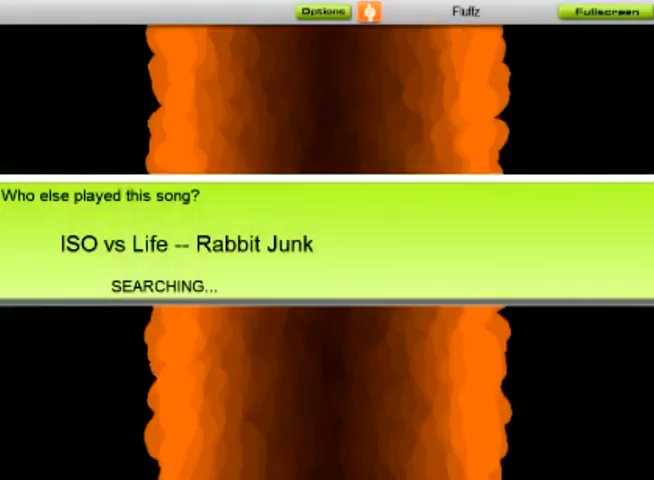 Options Fluffz Fullscreen
Who else played this song?
ISO vs Life -- Rabbit Junk
SEARCHING...